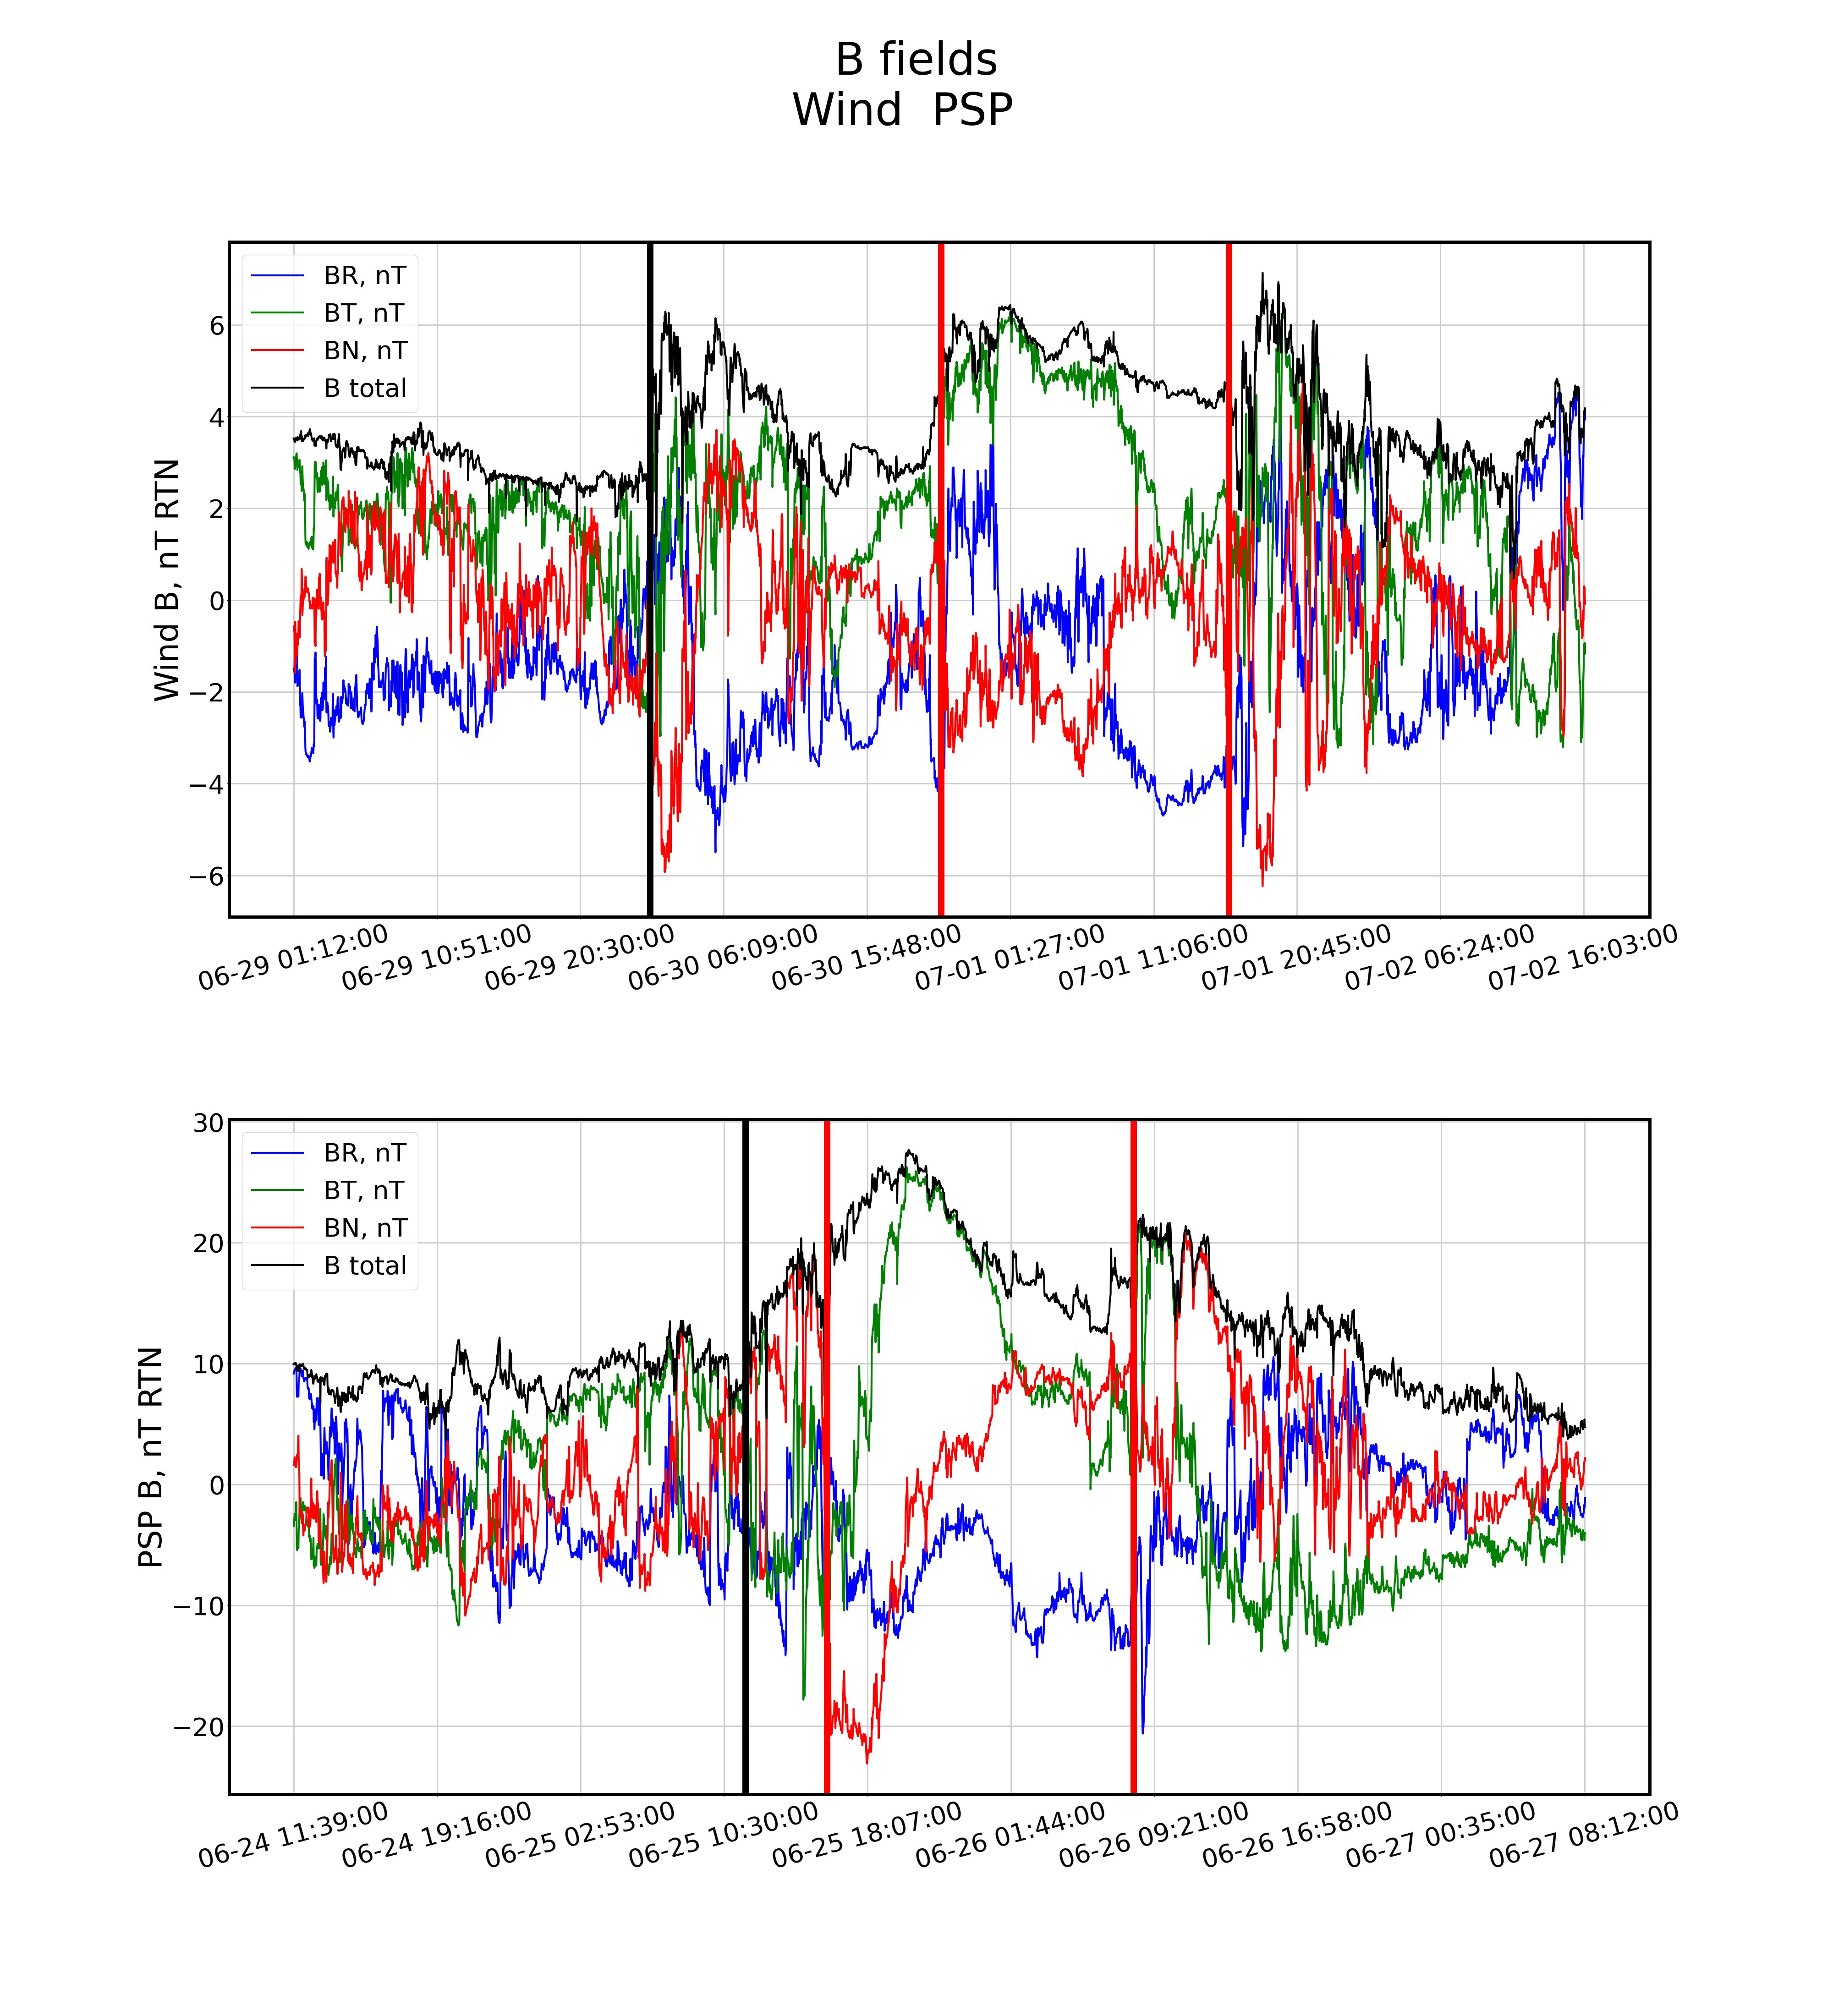 B fields
Wind  PSP
BR, nT
BT, nT
BN, nT
B total
Wind B, nT RTN
6
4
2
0
−2
−4
−6
06-29 01:12:00
06-29 10:51:00
06-29 20:30:00
06-30 06:09:00
06-30 15:48:00
07-01 01:27:00
07-01 11:06:00
07-01 20:45:00
07-02 06:24:00
07-02 16:03:00
BR, nT
BT, nT
BN, nT
B total
PSP B, nT RTN
30
20
10
0
−10
−20
06-24 11:39:00
06-24 19:16:00
06-25 02:53:00
06-25 10:30:00
06-25 18:07:00
06-26 01:44:00
06-26 09:21:00
06-26 16:58:00
06-27 00:35:00
06-27 08:12:00